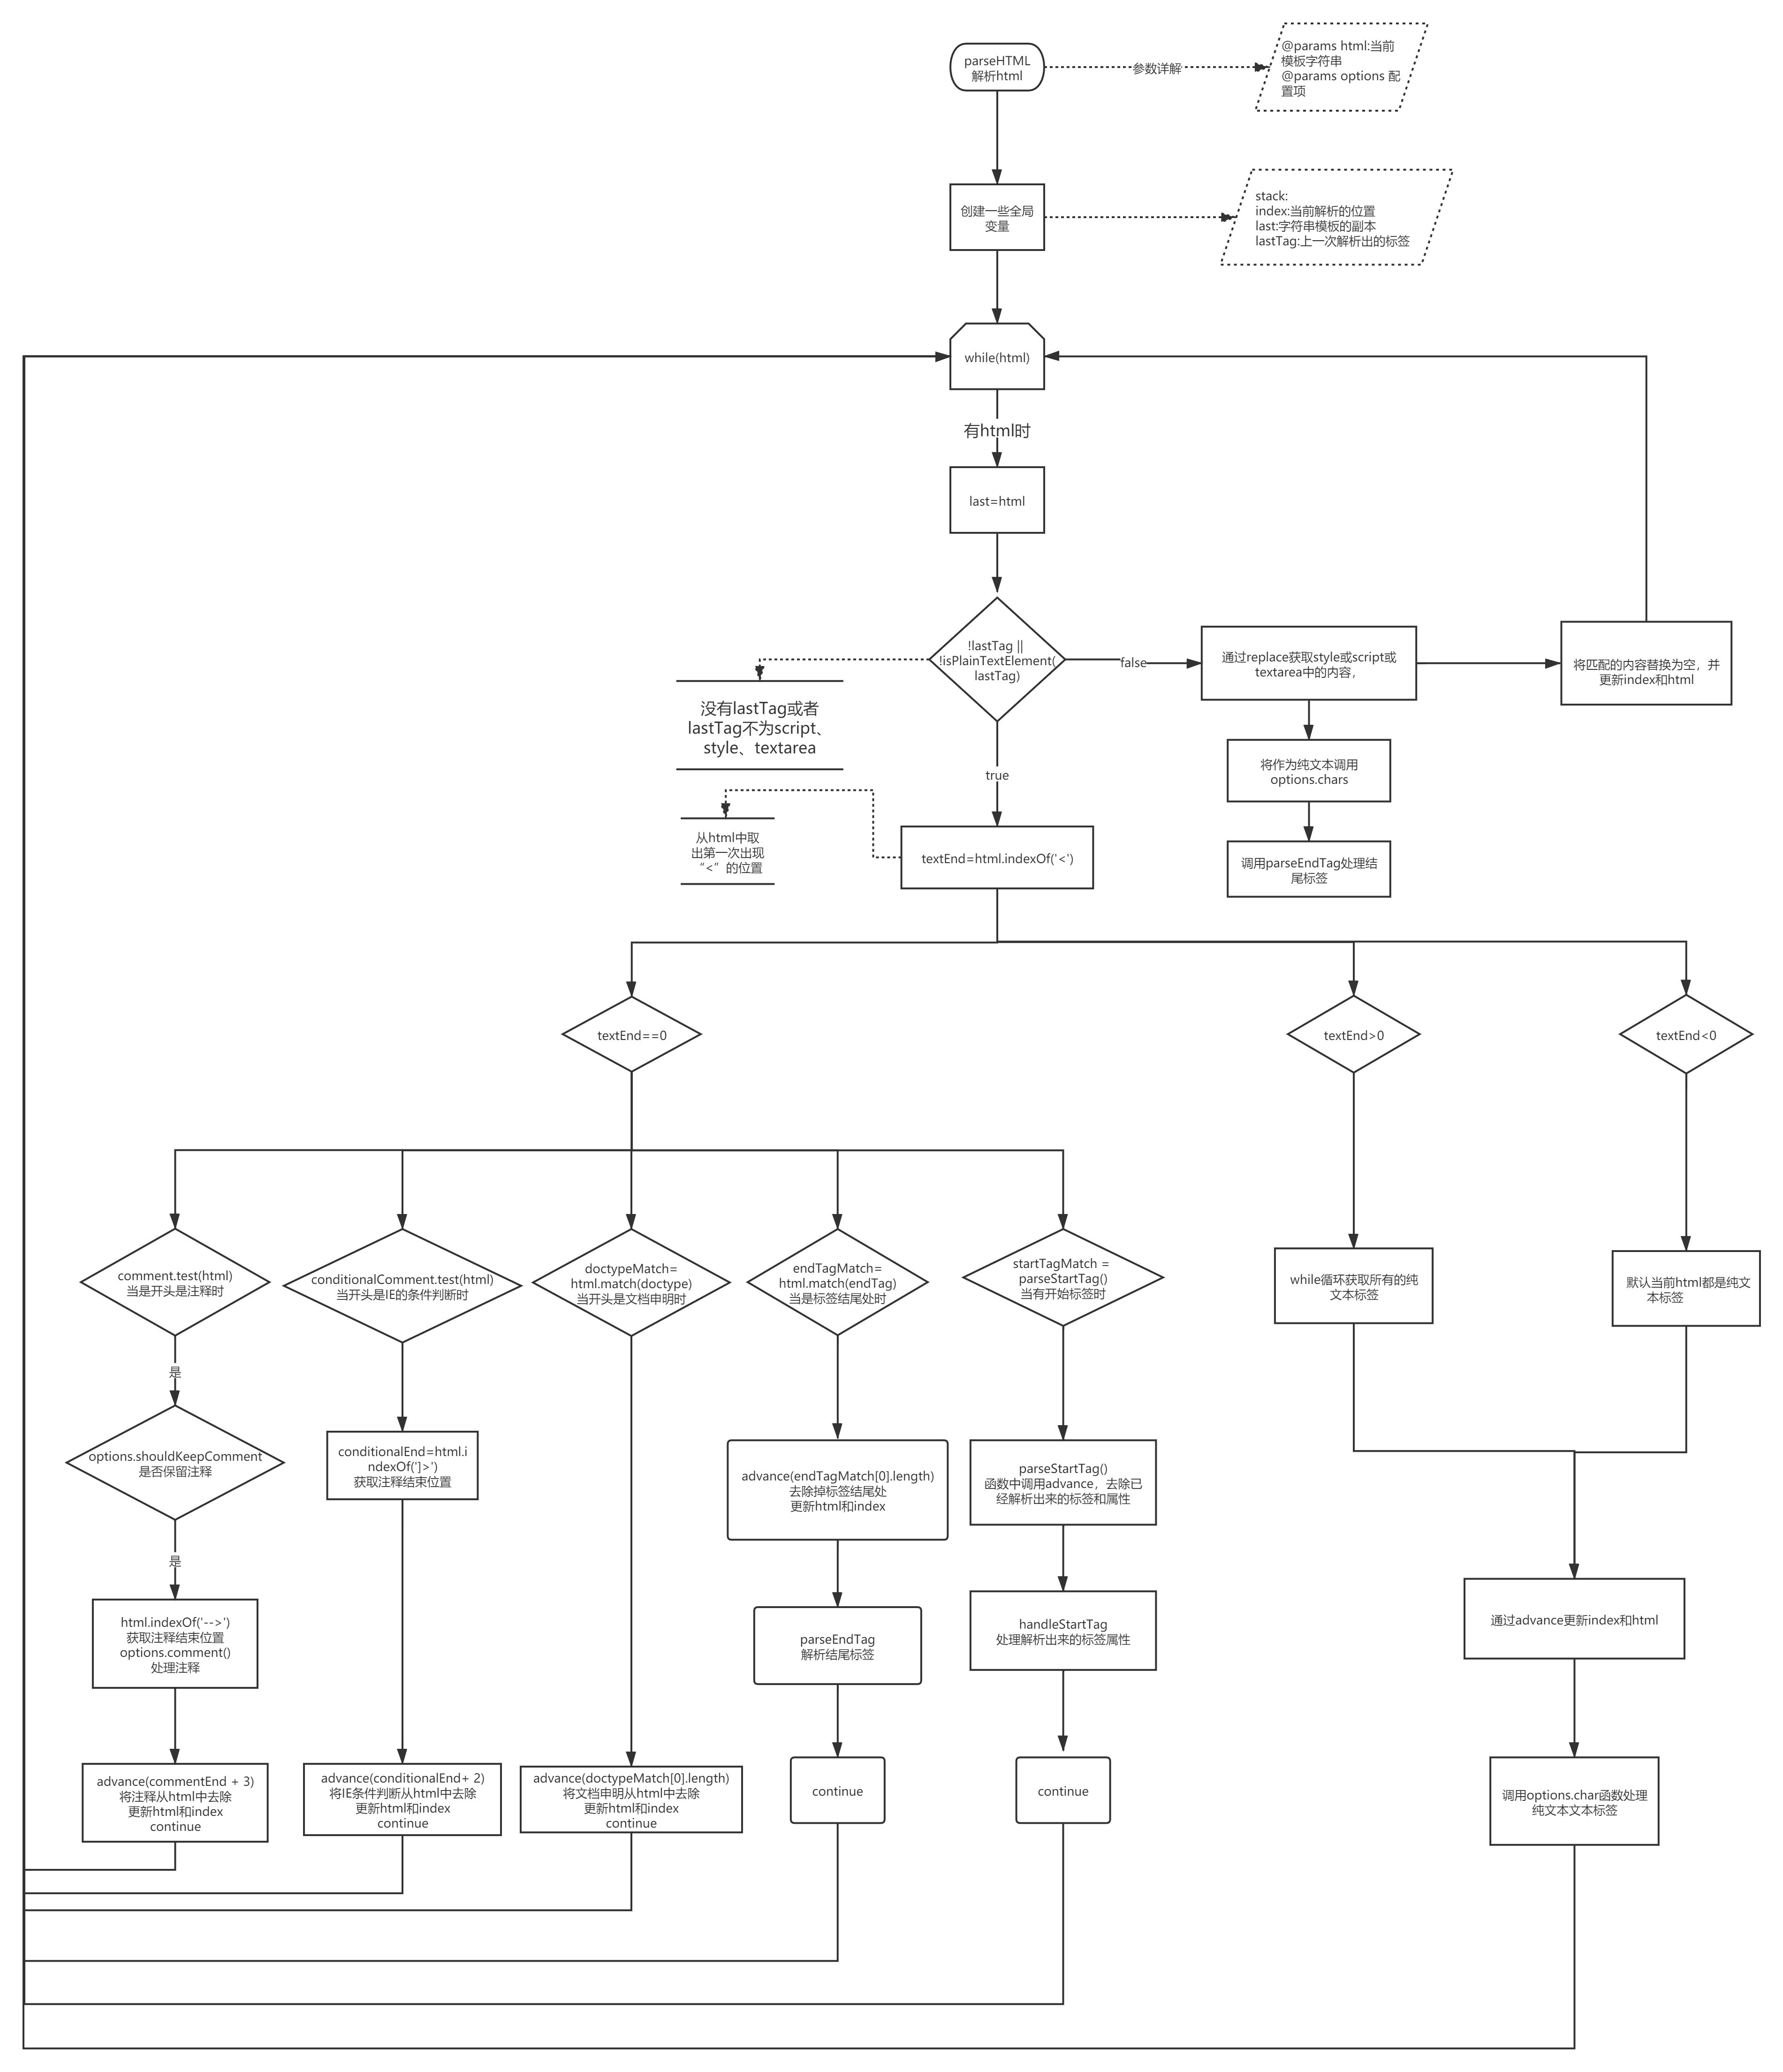 parseHTML
解析html
参数详解
@params html:当前
模板字符串
@params options 配
置项
创建一些全局
变量
stack:
index:当前解析的位置
last:字符串模板的副本
lastTag:上一次解析出的标签
while(html)
有html时
last=html
!lastTag ||
!isPlainTextElement(
lastTag)
false
通过replace获取style或script或
textarea中的内容，
将匹配的内容替换为空，并
更新index和html
没有lastTag或者
lastTag不为script、
style、textarea
将作为纯文本调用
options.chars
true
从html中取
出第一次出现
“<”的位置
textEnd=html.indexOf('<')
调用parseEndTag处理结
尾标签
textEnd==0
textEnd>0
textEnd<0
comment.test(html)
当是开头是注释时
conditionalComment.test(html)
当开头是IE的条件判断时
doctypeMatch=
html.match(doctype)
当开头是文档申明时
endTagMatch=
html.match(endTag)
当是标签结尾处时
startTagMatch =
parseStartTag()
当有开始标签时
while循环获取所有的纯
文本标签
默认当前html都是纯文
本标签
是
options.shouldKeepComment
是否保留注释
conditionalEnd=html.i
ndexOf(']>')
获取注释结束位置
advance(endTagMatch[0].length)
去除掉标签结尾处
更新html和index
parseStartTag()
函数中调用advance，去除已
经解析出来的标签和属性
是
html.indexOf('-->')
获取注释结束位置
options.comment()
处理注释
parseEndTag
解析结尾标签
handleStartTag
处理解析出来的标签属性
通过advance更新index和html
advance(commentEnd + 3)
将注释从html中去除
更新html和index
continue
advance(conditionalEnd+ 2)
将IE条件判断从html中去除
更新html和index
continue
advance(doctypeMatch[0].length)
将文档申明从html中去除
更新html和index
continue
continue
continue
调用options.char函数处理
纯文本文本标签